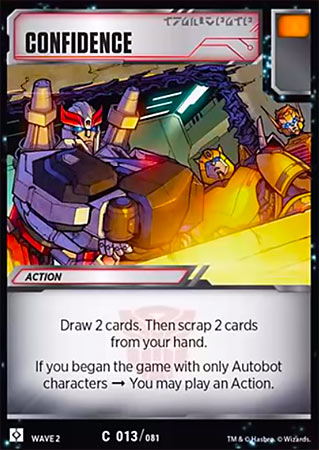 CONFIDENCE
ACTION
Draw 2 cards. Then scrap 2 cards
from your hand.
If you began the game with only Autobot
characters → You may play an Action.
WAVE 2
C 013/081
TM & © Hasbro. © Wizards.